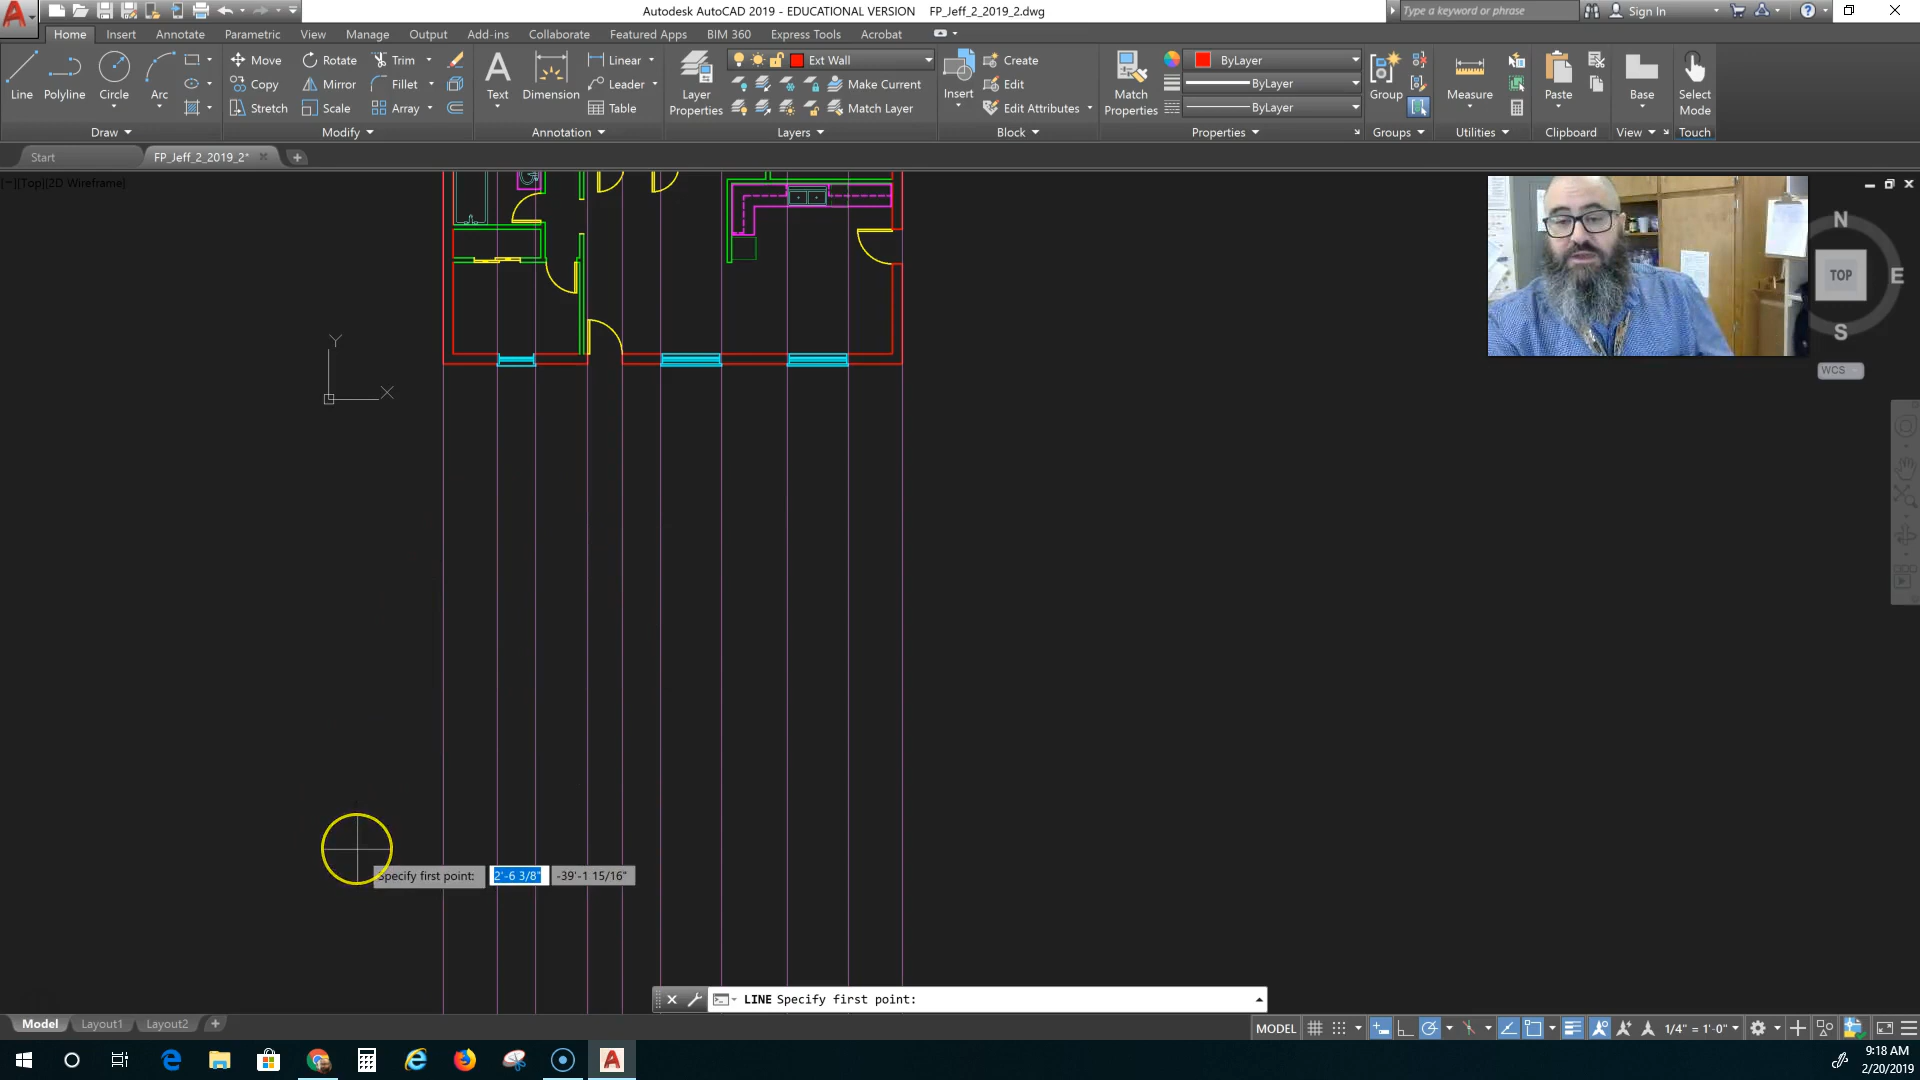 Autodesk AutoCAD 2019 - EDUCATIONAL VERSION FP_Jeff_2_2019_2.dwg
Type a keyword or phrase
Sign In
Home Insert Annotate Parametric View Manage Output Add-ins Collaborate Featured Apps BIM 360 Express Tools Acrobat
Line Polyline Circle Arc
Move Rotate Trim
Copy Mirror Fillet
Stretch Scale Array
Text Dimension
Linear
Leader
Table
Layer Properties
Ext Wall
Make Current
Match Layer
Insert
Create
Edit
Edit Attributes
Match Properties
ByLayer
ByLayer
ByLayer
Group
Measure
Paste
Base
Select Mode
Draw Modify Annotation Layers Block Properties Groups Utilities Clipboard View Touch
Start FP_Jeff_2_2019_2*
[−][Top][2D Wireframe]
N
TOP E
S
WCS
Y
X
Specify first point: 2'-6 3/8" -39'-1 15/16"
LINE Specify first point:
Model Layout1 Layout2
MODEL 1/4" = 1'-0"
9:18 AM
2/20/2019